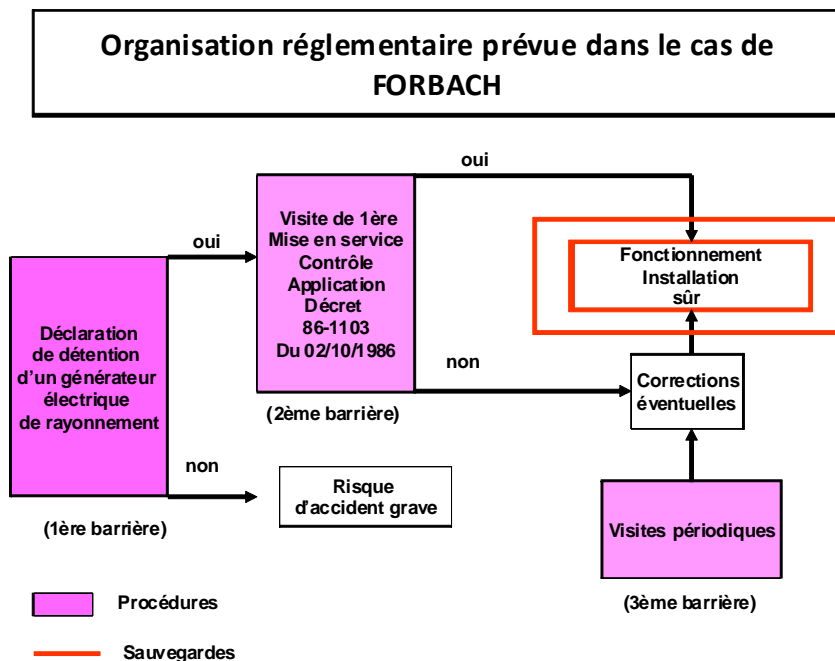 Organisation réglementaire prévue dans le cas de
FORBACH
oui
Visite de 1ère
Mise en service
Contrôle
Application
Décret
86-1103
Du 02/10/1986
oui
Fonctionnement
Installation
sûr
Déclaration
de détention
d'un générateur
électrique
de rayonnement
non
Corrections
éventuelles
(2ème barrière)
non
Risque
d'accident grave
(1ère barrière)
Visites périodiques
(3ème barrière)
Procédures
Sauvegardes